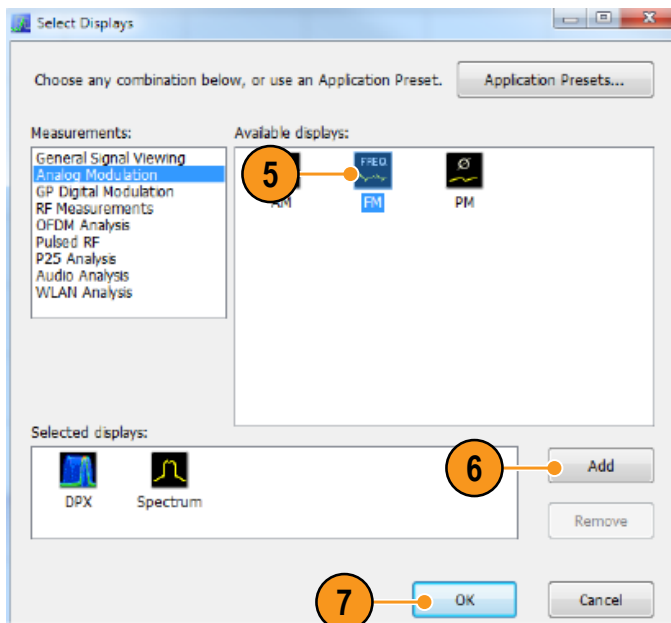 Select Displays
Choose any combination below, or use an Application Preset.
Application Presets...
Measurements:
Available displays:
General Signal Viewing
Analog Modulation
GP Digital Modulation
RF Measurements
OFDM Analysis
Pulsed RF
P25 Analysis
Audio Analysis
WLAN Analysis
5
FREQ
Ø
AM
FM
PM
Selected displays:
DPX
Spectrum
6
Add
Remove
7
OK
Cancel